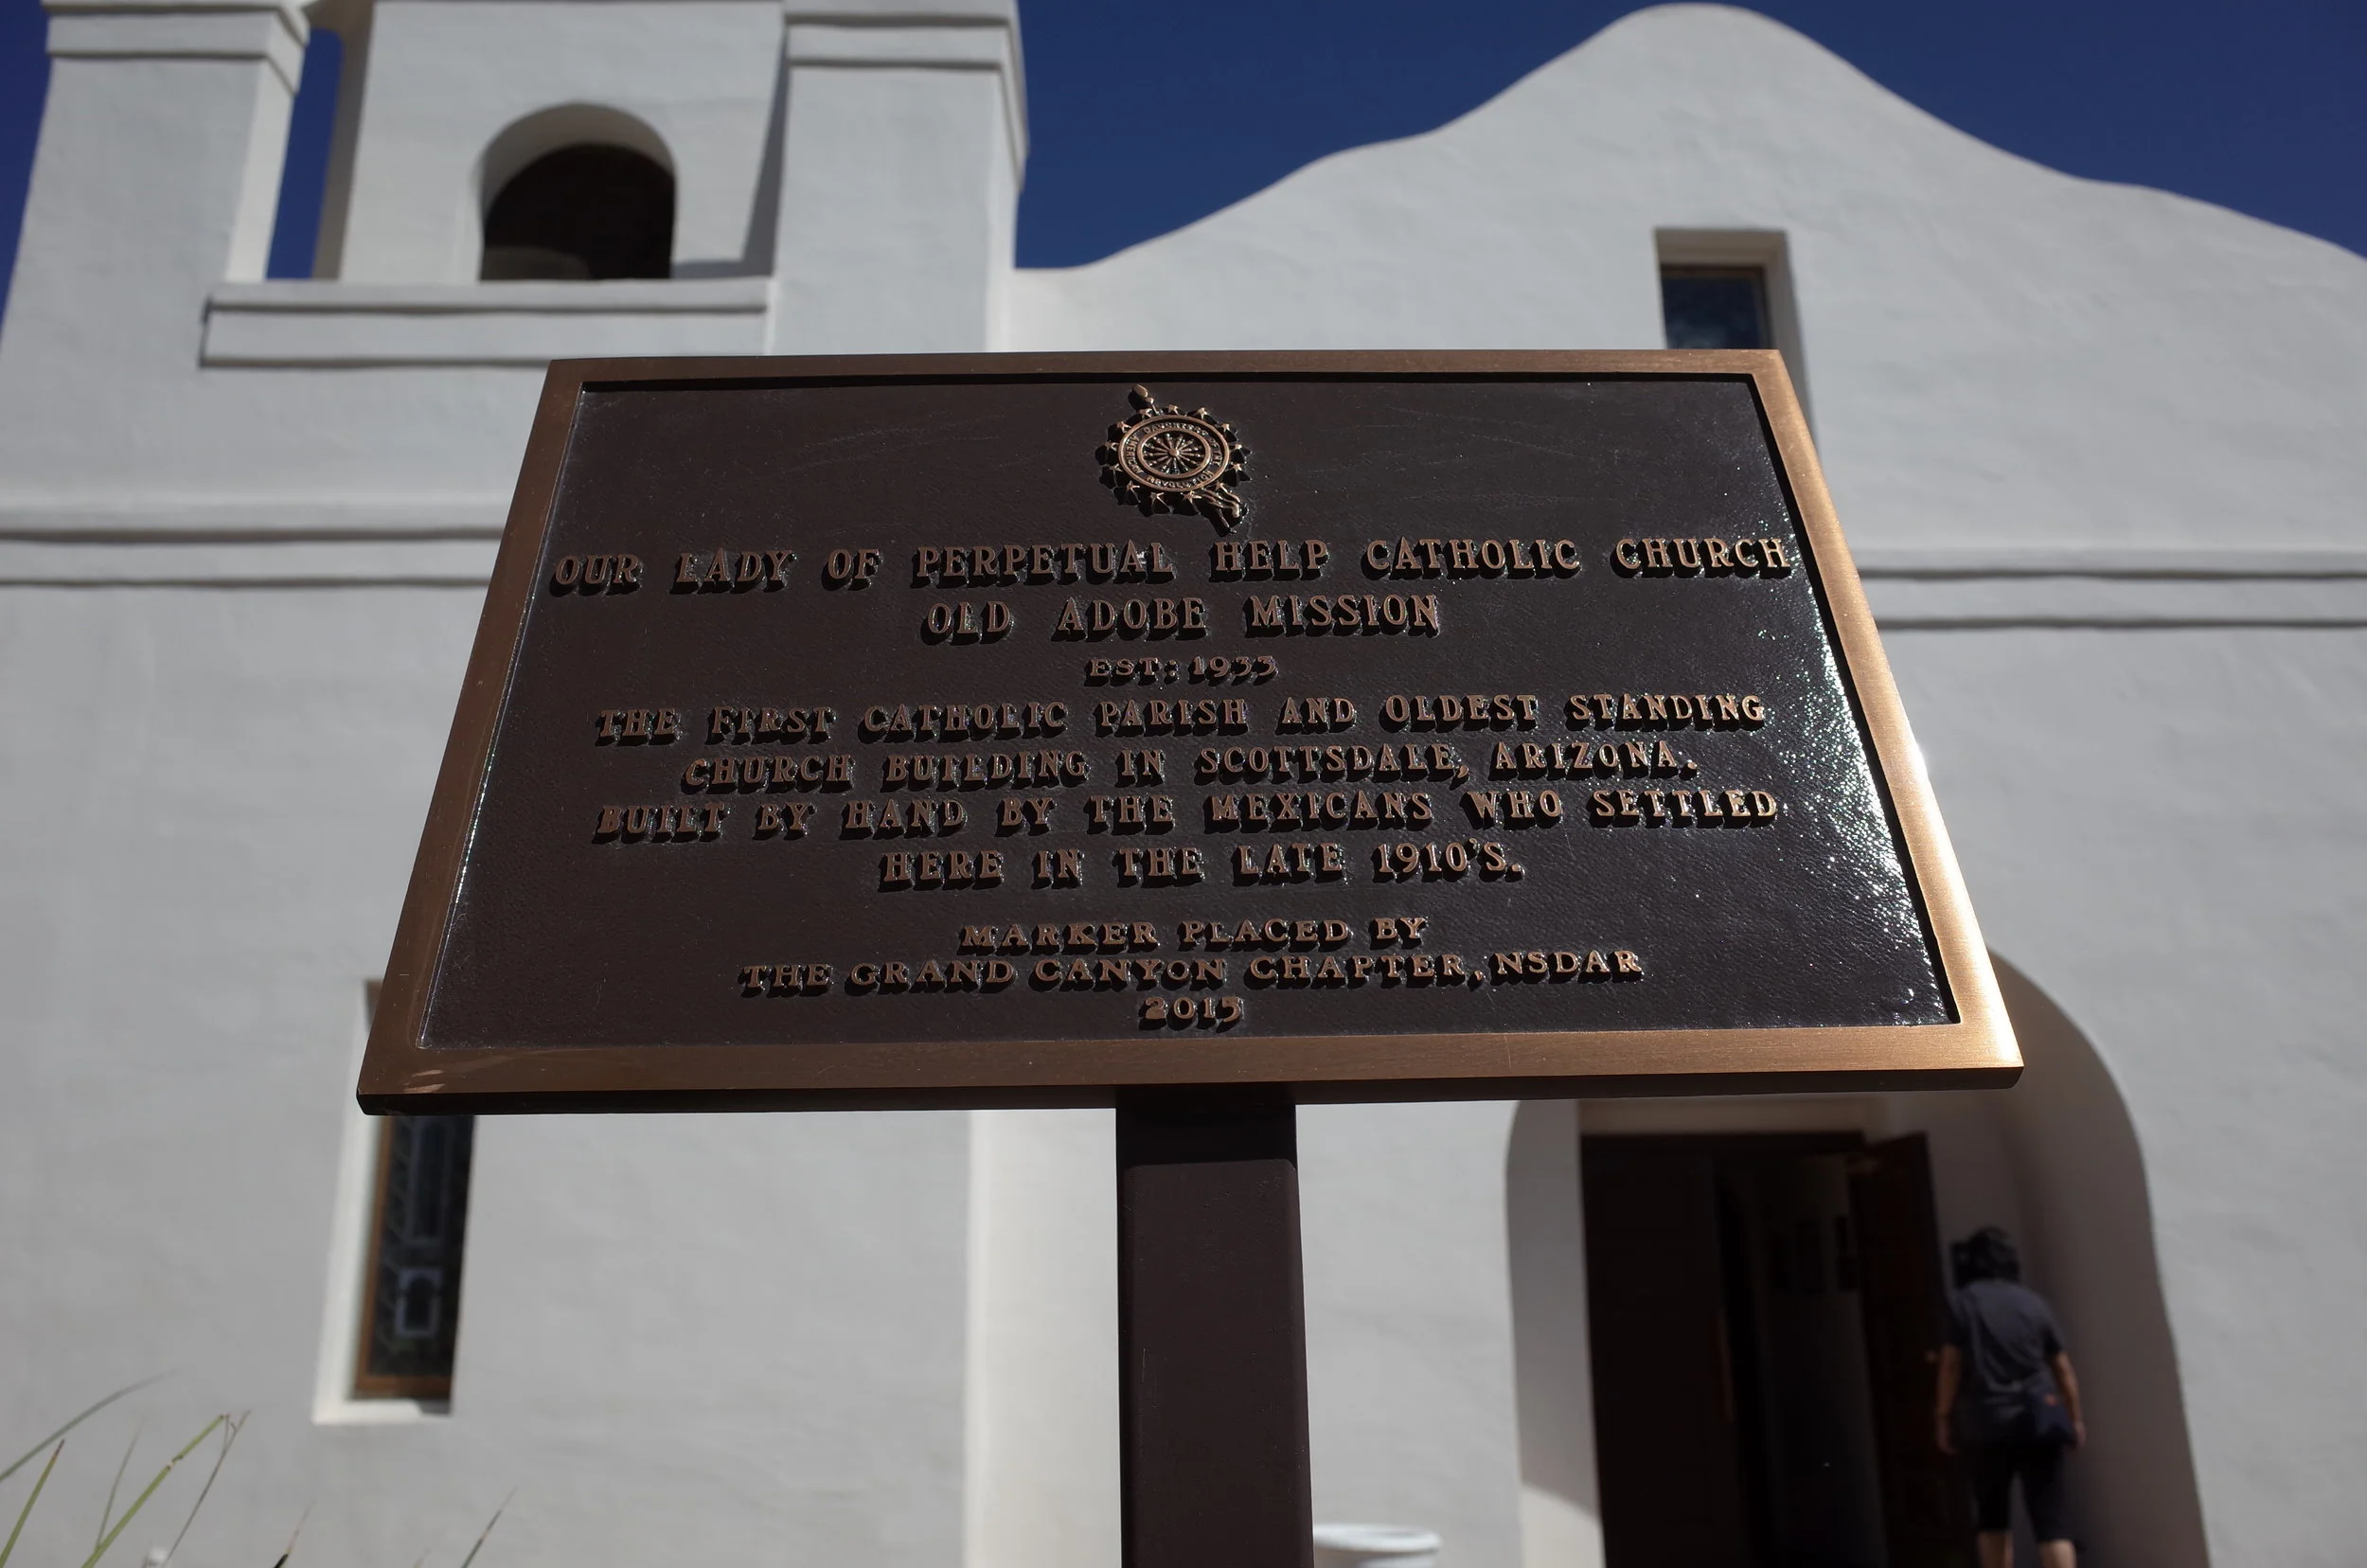 OUR LADY OF PERPETUAL HELP CATHOLIC CHURCH
OLD ADOBE MISSION
EST: 1933
THE FIRST CATHOLIC PARISH AND OLDEST STANDING
CHURCH BUILDING IN SCOTTSDALE, ARIZONA.
BUILT BY HAND BY THE MEXICANS WHO SETTLED
HERE IN THE LATE 1910'S.
MARKER PLACED BY
THE GRAND CANYON CHAPTER, NSDAR
2015